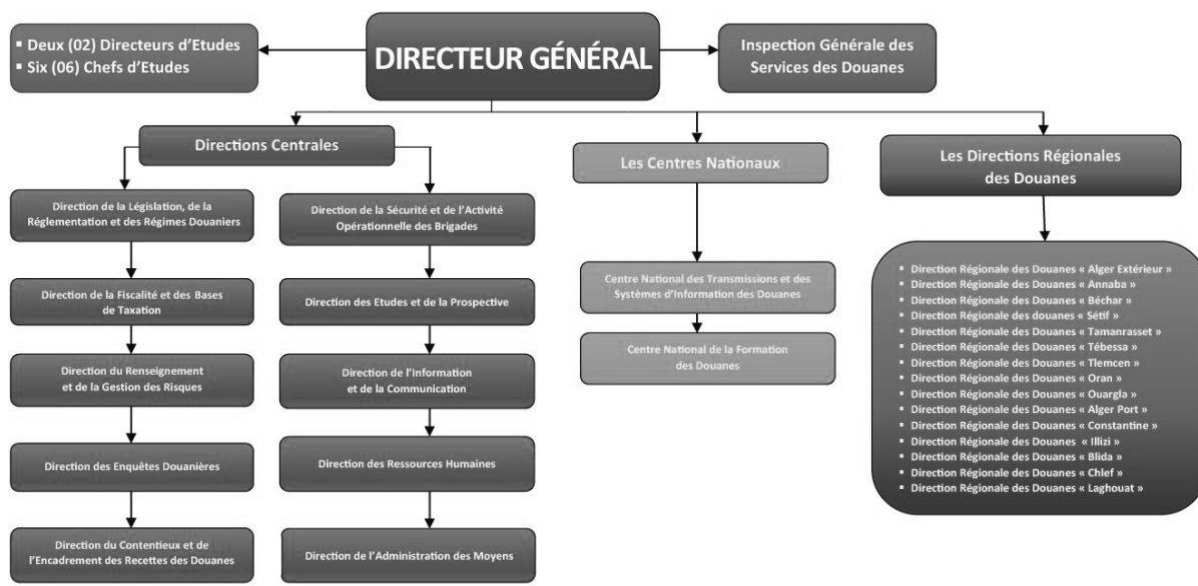 ▪ Deux (02) Directeurs d'Etudes
▪ Six (06) Chefs d'Etudes
DIRECTEUR GÉNÉRAL
Inspection Générale des
Services des Douanes
Directions Centrales
Les Centres Nationaux
Les Directions Régionales
des Douanes
Direction de la Législation, de la
Réglementation et des Régimes Douaniers
Direction de la Fiscalité et des Bases
de Taxation
Direction du Renseignement
et de la Gestion des Risques
Direction des Enquêtes Douanières
Direction du Contentieux et de
l'Encadrement des Recettes des Douanes
Direction de la Sécurité et de l'Activité
Opérationnelle des Brigades
Direction des Etudes et de la Prospective
Direction de l'Information
et de la Communication
Direction des Ressources Humaines
Direction de l'Administration des Moyens
Centre National des Transmissions et des
Systèmes d'Information des Douanes
Centre National de la Formation
des Douanes
▪ Direction Régionale des Douanes « Alger Extérieur »
▪ Direction Régionale des Douanes « Annaba »
▪ Direction Régionale des Douanes « Béchar »
▪ Direction Régionale des douanes « Sétif »
▪ Direction Régionale des Douanes « Tamanrasset »
▪ Direction Régionale des Douanes « Tébessa »
▪ Direction Régionale des Douanes « Tlemcen »
▪ Direction Régionale des Douanes « Oran »
▪ Direction Régionale des Douanes « Ouargla »
▪ Direction Régionale des Douanes « Alger Port »
▪ Direction Régionale des Douanes « Constantine »
▪ Direction Régionale des Douanes « Illizi »
▪ Direction Régionale des Douanes « Blida »
▪ Direction Régionale des Douanes « Chlef »
▪ Direction Régionale des Douanes « Laghouat »